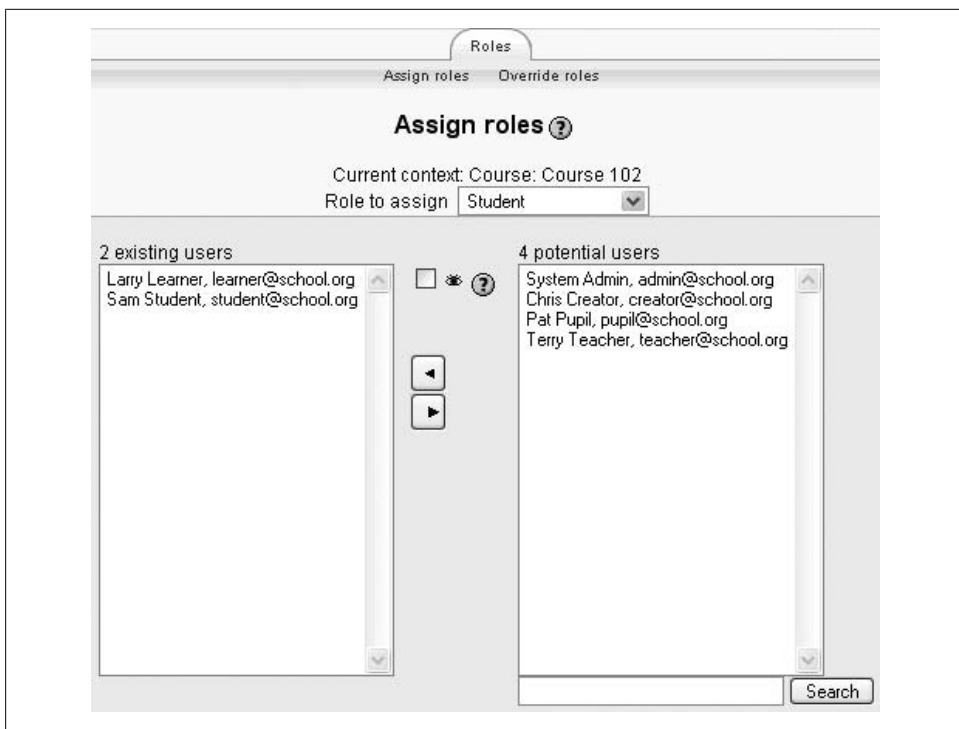 Roles
Assign roles Override roles
Assign roles ?
Current context: Course: Course 102
Role to assign Student
2 existing users
Larry Learner, learner@school.org
Sam Student, student@school.org
?
4 potential users
System Admin, admin@school.org
Chris Creator, creator@school.org
Pat Pupil, pupil@school.org
Terry Teacher, teacher@school.org
Search